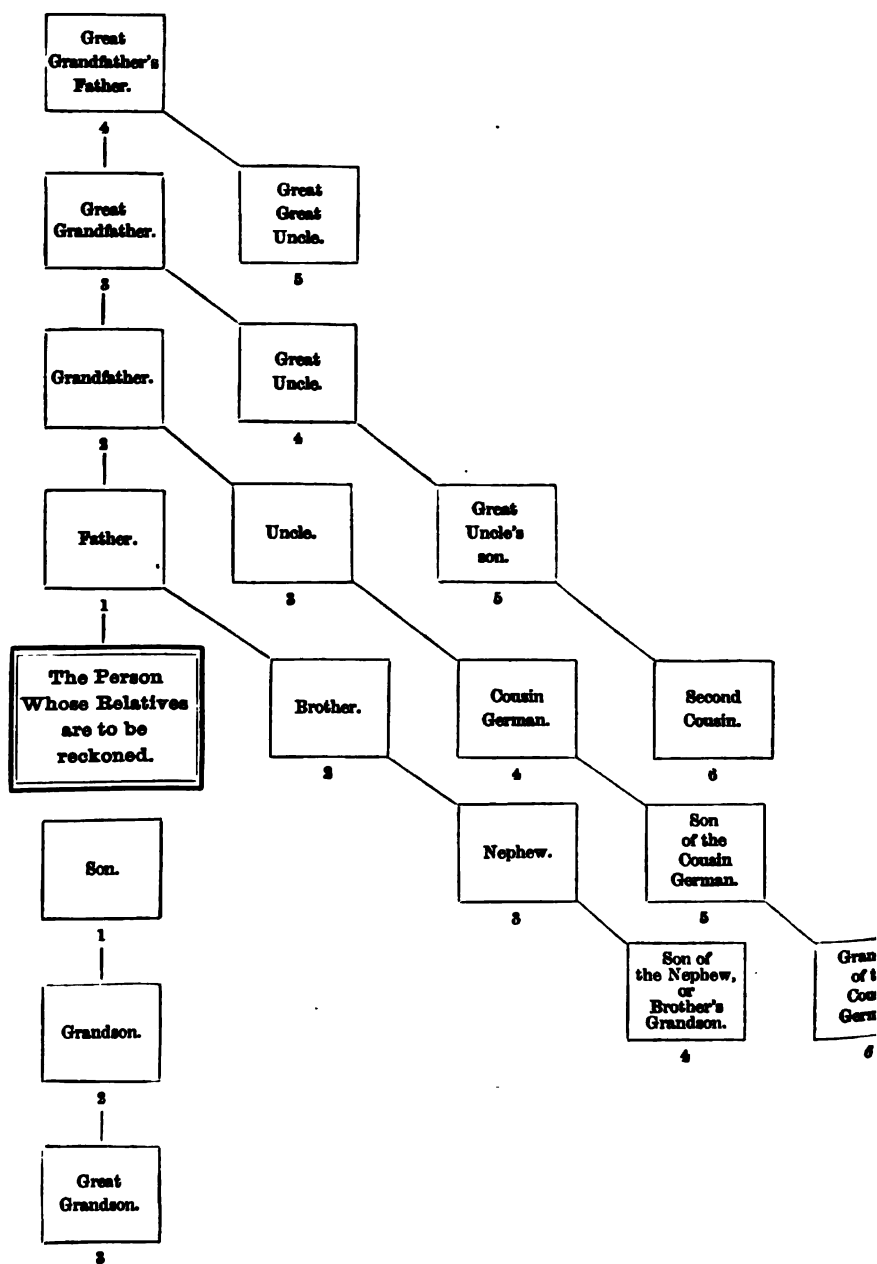 Great
Grandfather's
Father.
4
Great
Great
Uncle.
5
Great
Grandfather.
3
Great
Uncle.
4
Grandfather.
2
Great
Uncle's
son.
5
Uncle.
3
Father.
1
The Person
Whose Relatives
are to be
reckoned.
Brother.
2
Cousin
German.
4
Second
Cousin.
6
Son.
1
Nephew.
3
Son
of the
Cousin
German.
5
Son of
the Nephew,
or
Brother's
Grandson.
4
of
6
Grandson.
2
Great
Grandson.
3